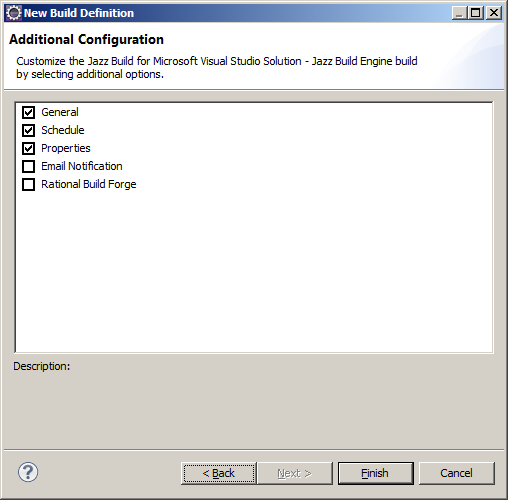 New Build Definition
Additional Configuration
Customize the Jazz Build for Microsoft Visual Studio Solution - Jazz Build Engine build
by selecting additional options.
General
Schedule
Properties
Email Notification
Rational Build Forge
Description:
?
< Back
Next >
Finish
Cancel